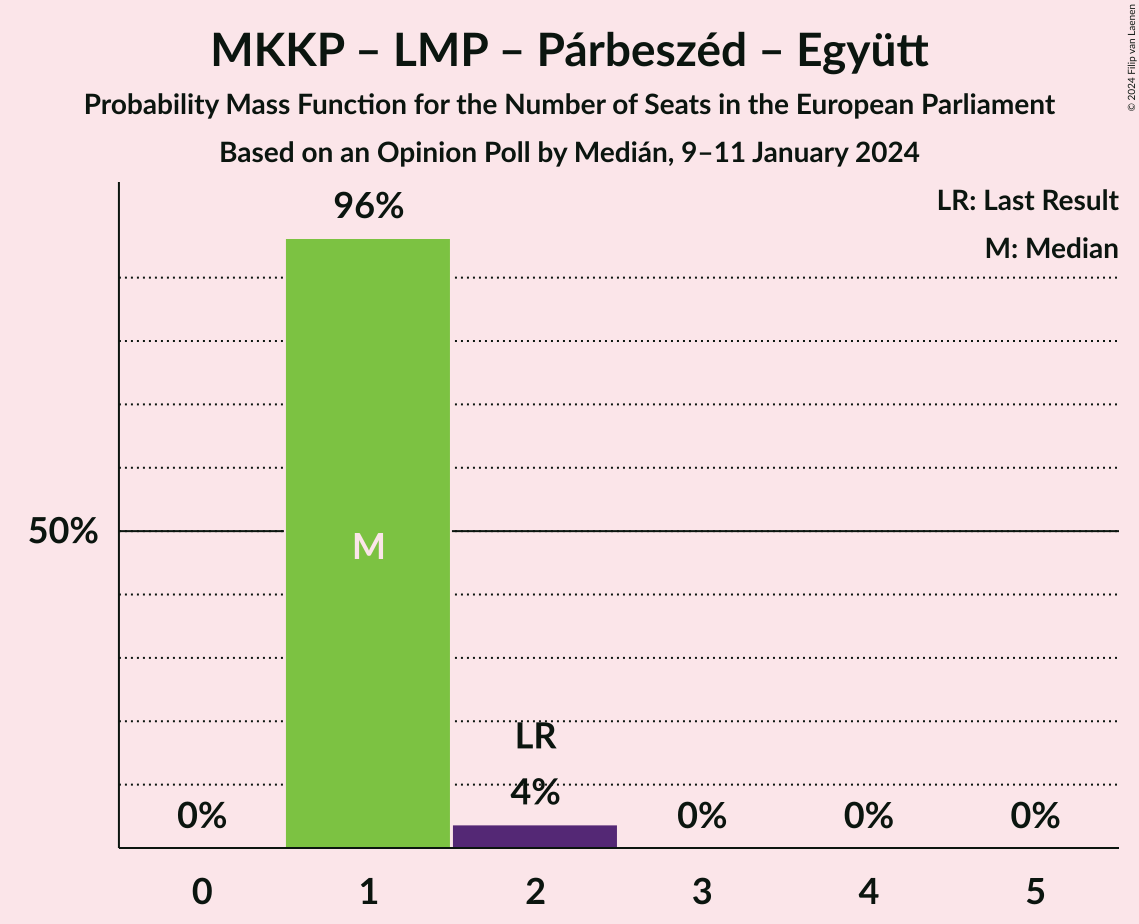 MKKP – LMP – Párbeszéd – Együtt
Probability Mass Function for the Number of Seats in the European Parliament
Based on an Opinion Poll by Medián, 9–11 January 2024
© 2024 Filip van Laenen
LR: Last Result
M: Median
96%
50%
M
LR
4%
0%
0%
0%
0%
0
1
2
3
4
5